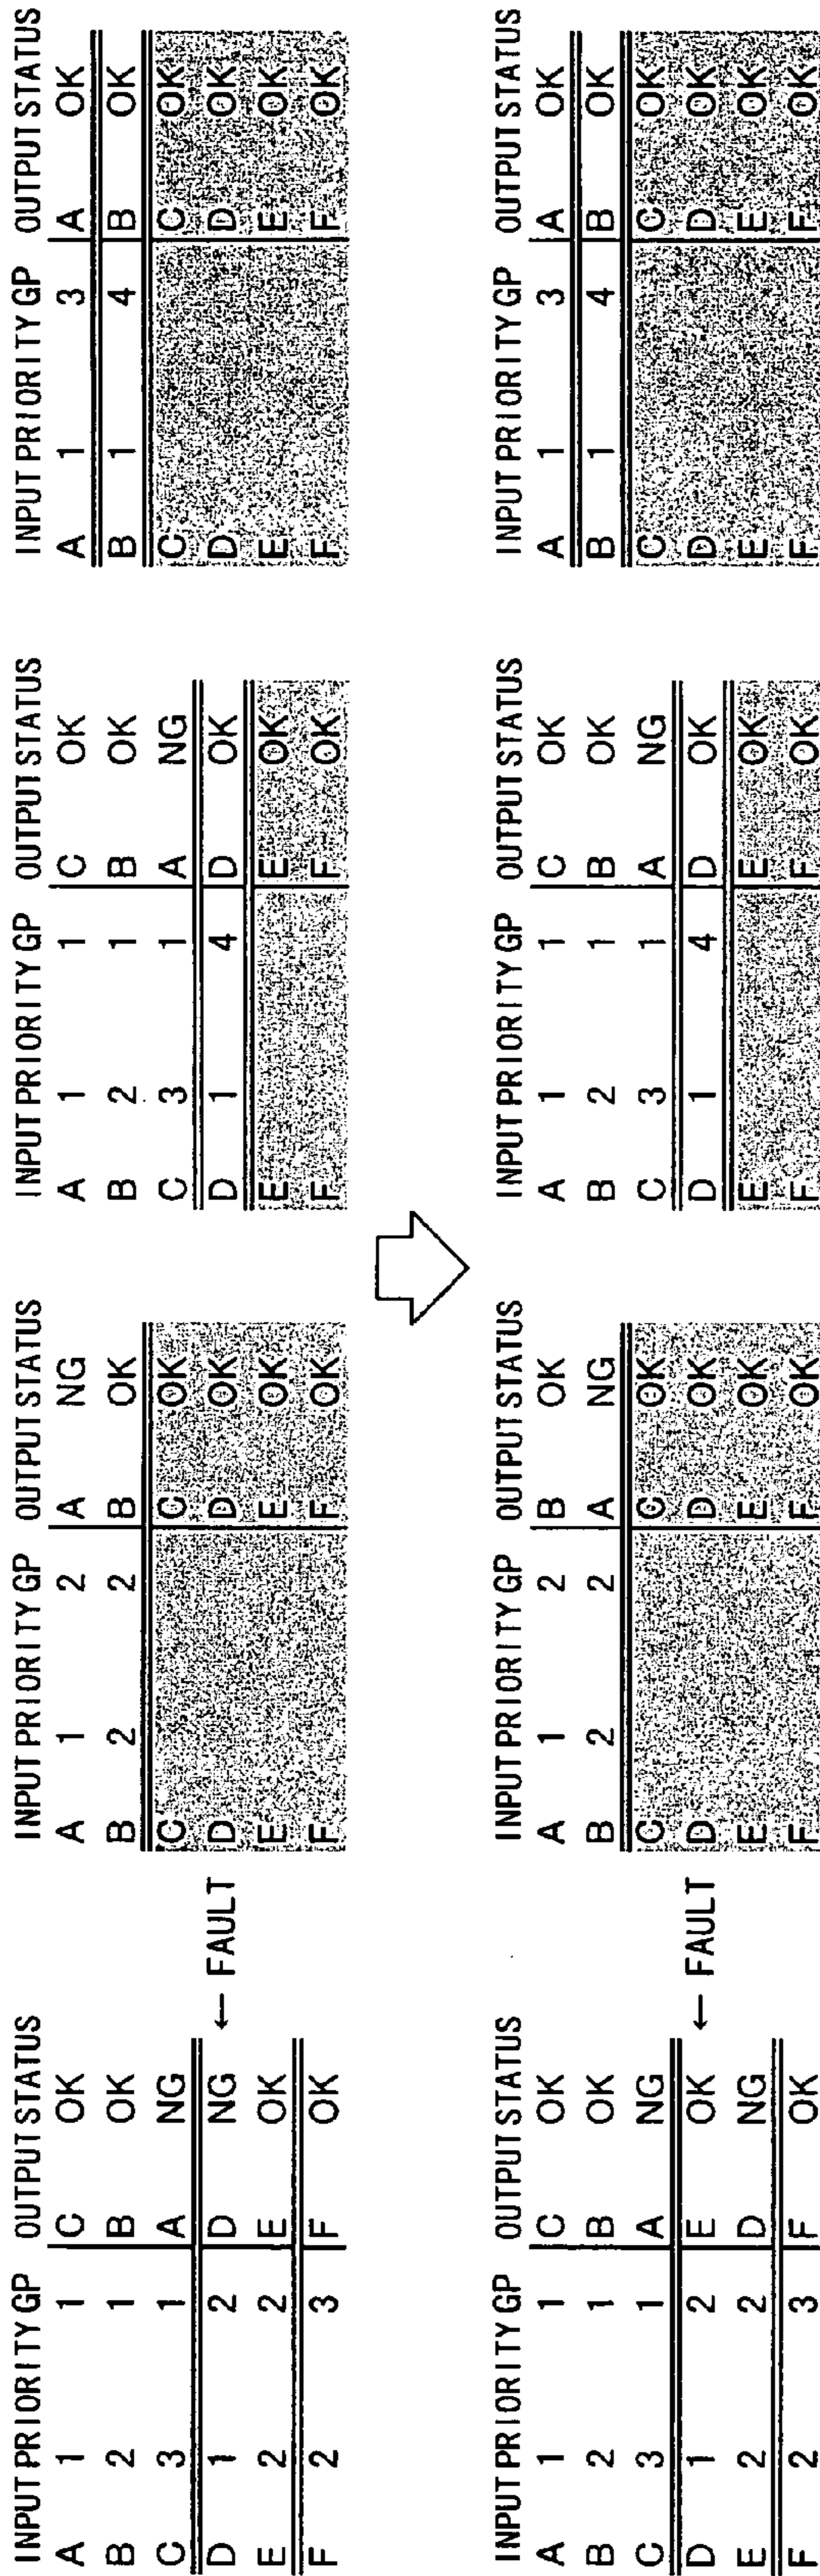 INPUT PRIORITY GP OUTPUT STATUS
A 1 1 C OK
B 2 1 B OK
C 3 1 A NG
D 1 2 D NG ← FAULT
E 2 2 E OK
F 2 3 F OK
INPUT PRIORITY GP OUTPUT STATUS
A 1 2 A NG
B 2 2 B OK
C C OK
D D OK
E E OK
F F OK
INPUT PRIORITY GP OUTPUT STATUS
A 1 1 C OK
B 2 1 B OK
C 3 1 A NG
D 1 4 D OK
E E OK
F F OK
INPUT PRIORITY GP OUTPUT STATUS
A 1 3 A OK
B 1 4 B OK
C C OK
D D OK
E E OK
F F OK
INPUT PRIORITY GP OUTPUT STATUS
A 1 1 C OK
B 2 1 B OK
C 3 1 A NG
D 1 2 E OK ← FAULT
E 2 2 D NG
F 2 3 F OK
INPUT PRIORITY GP OUTPUT STATUS
A 1 2 B OK
B 2 2 A NG
C C OK
D D OK
E E OK
F F OK
INPUT PRIORITY GP OUTPUT STATUS
A 1 1 C OK
B 2 1 B OK
C 3 1 A NG
D 1 4 D OK
E E OK
F F OK
INPUT PRIORITY GP OUTPUT STATUS
A 1 3 A OK
B 1 4 B OK
C C OK
D D OK
E E OK
F F OK